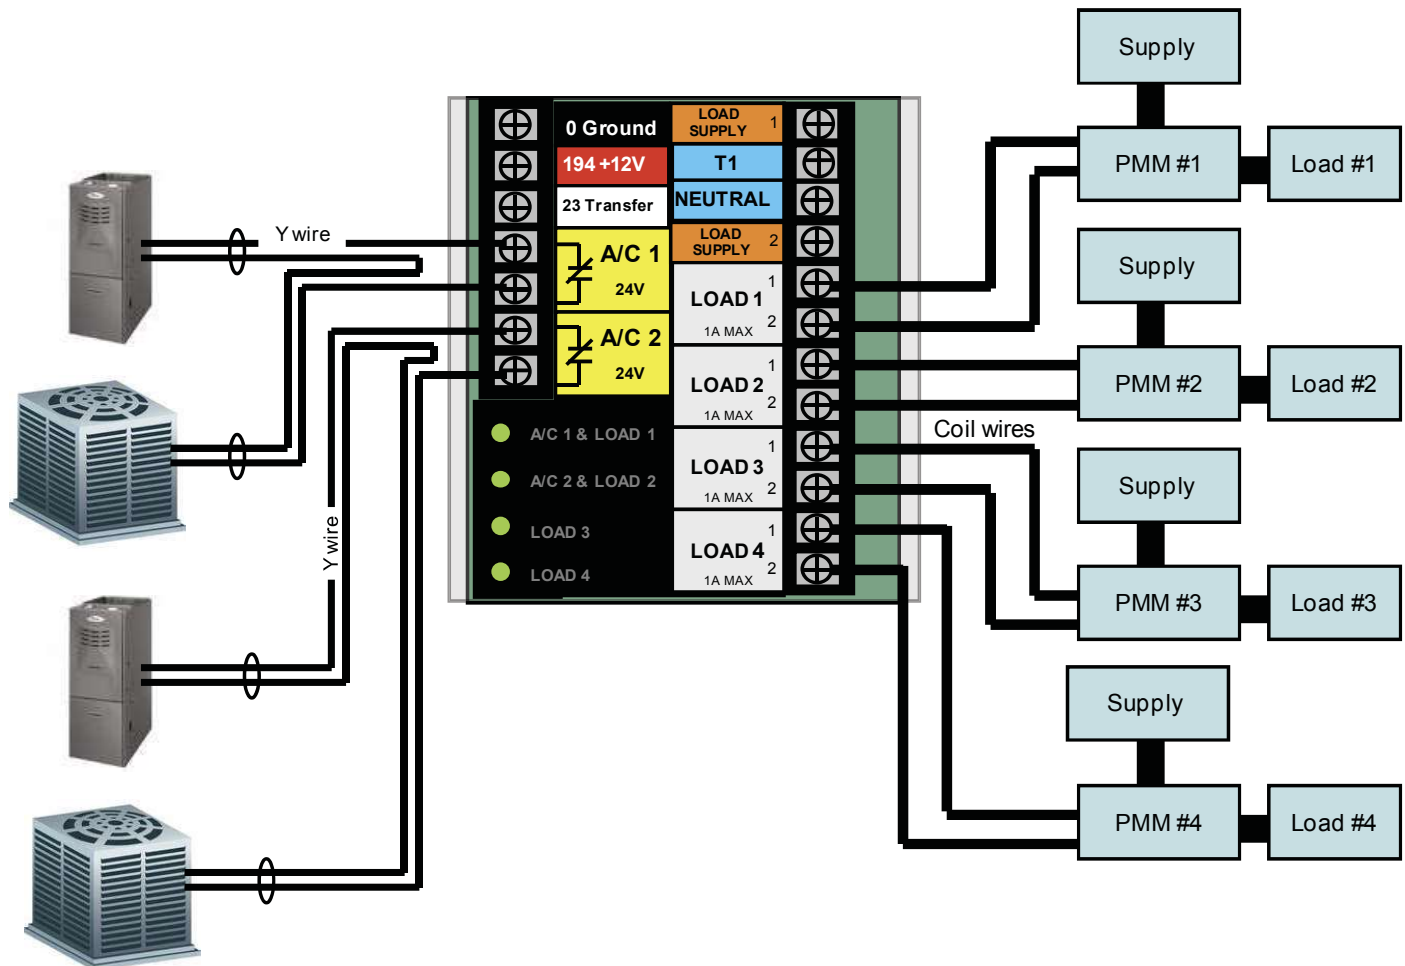 Supply
0 Ground
LOAD
SUPPLY
1
194 +12V
T1
PMM #1
Load #1
23 Transfer
NEUTRAL
Y wire
A/C 1
24V
LOAD
SUPPLY
2
Supply
LOAD 1
1A MAX
1
2
A/C 2
24V
LOAD 2
1A MAX
1
2
PMM #2
Load #2
A/C 1 & LOAD 1
A/C 2 & LOAD 2
LOAD 3
LOAD 4
Coil wires
LOAD 3
1A MAX
1
2
Supply
Y wire
LOAD 4
1A MAX
1
2
PMM #3
Load #3
Supply
PMM #4
Load #4